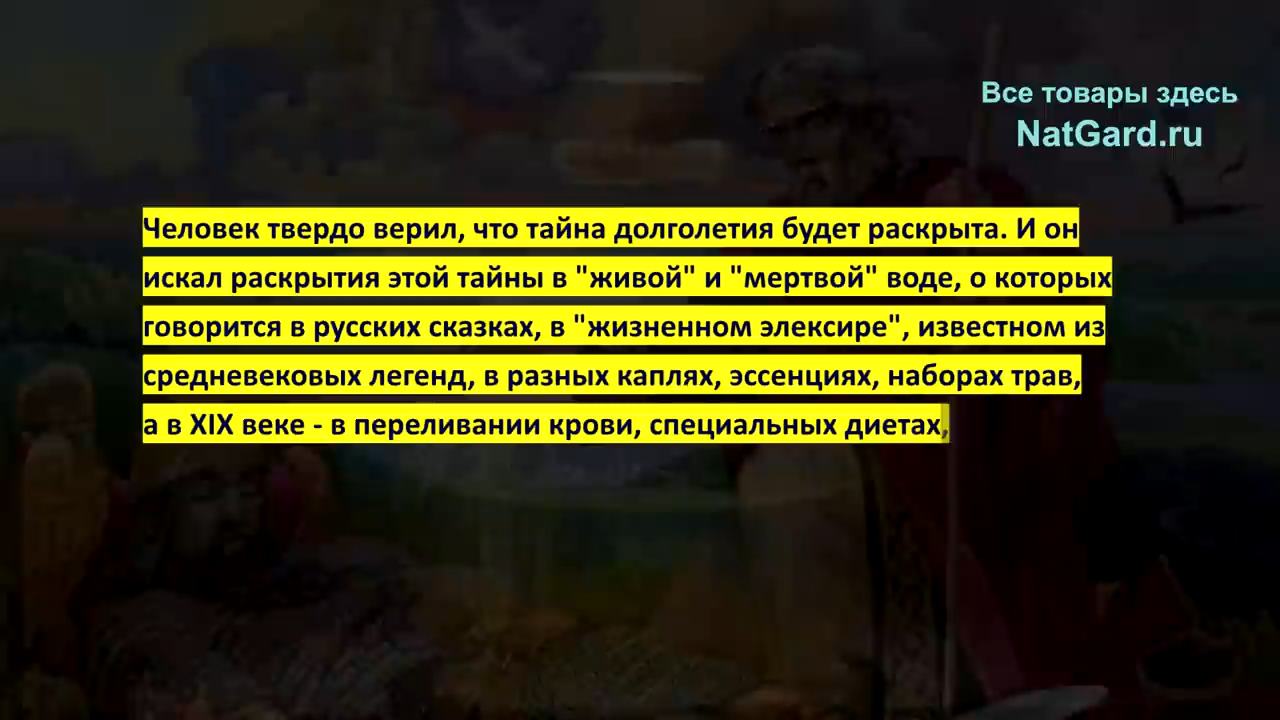 Все товары здесь
NatGard.ru
Человек твердо верил, что тайна долголетия будет раскрыта. И он
искал раскрытия этой тайны в "живой" и "мертвой" воде, о которых
говорится в русских сказках, в "жизненном элексире", известном из
средневековых легенд, в разных каплях, эссенциях, наборах трав,
а в XIX веке - в переливании крови, специальных диетах,